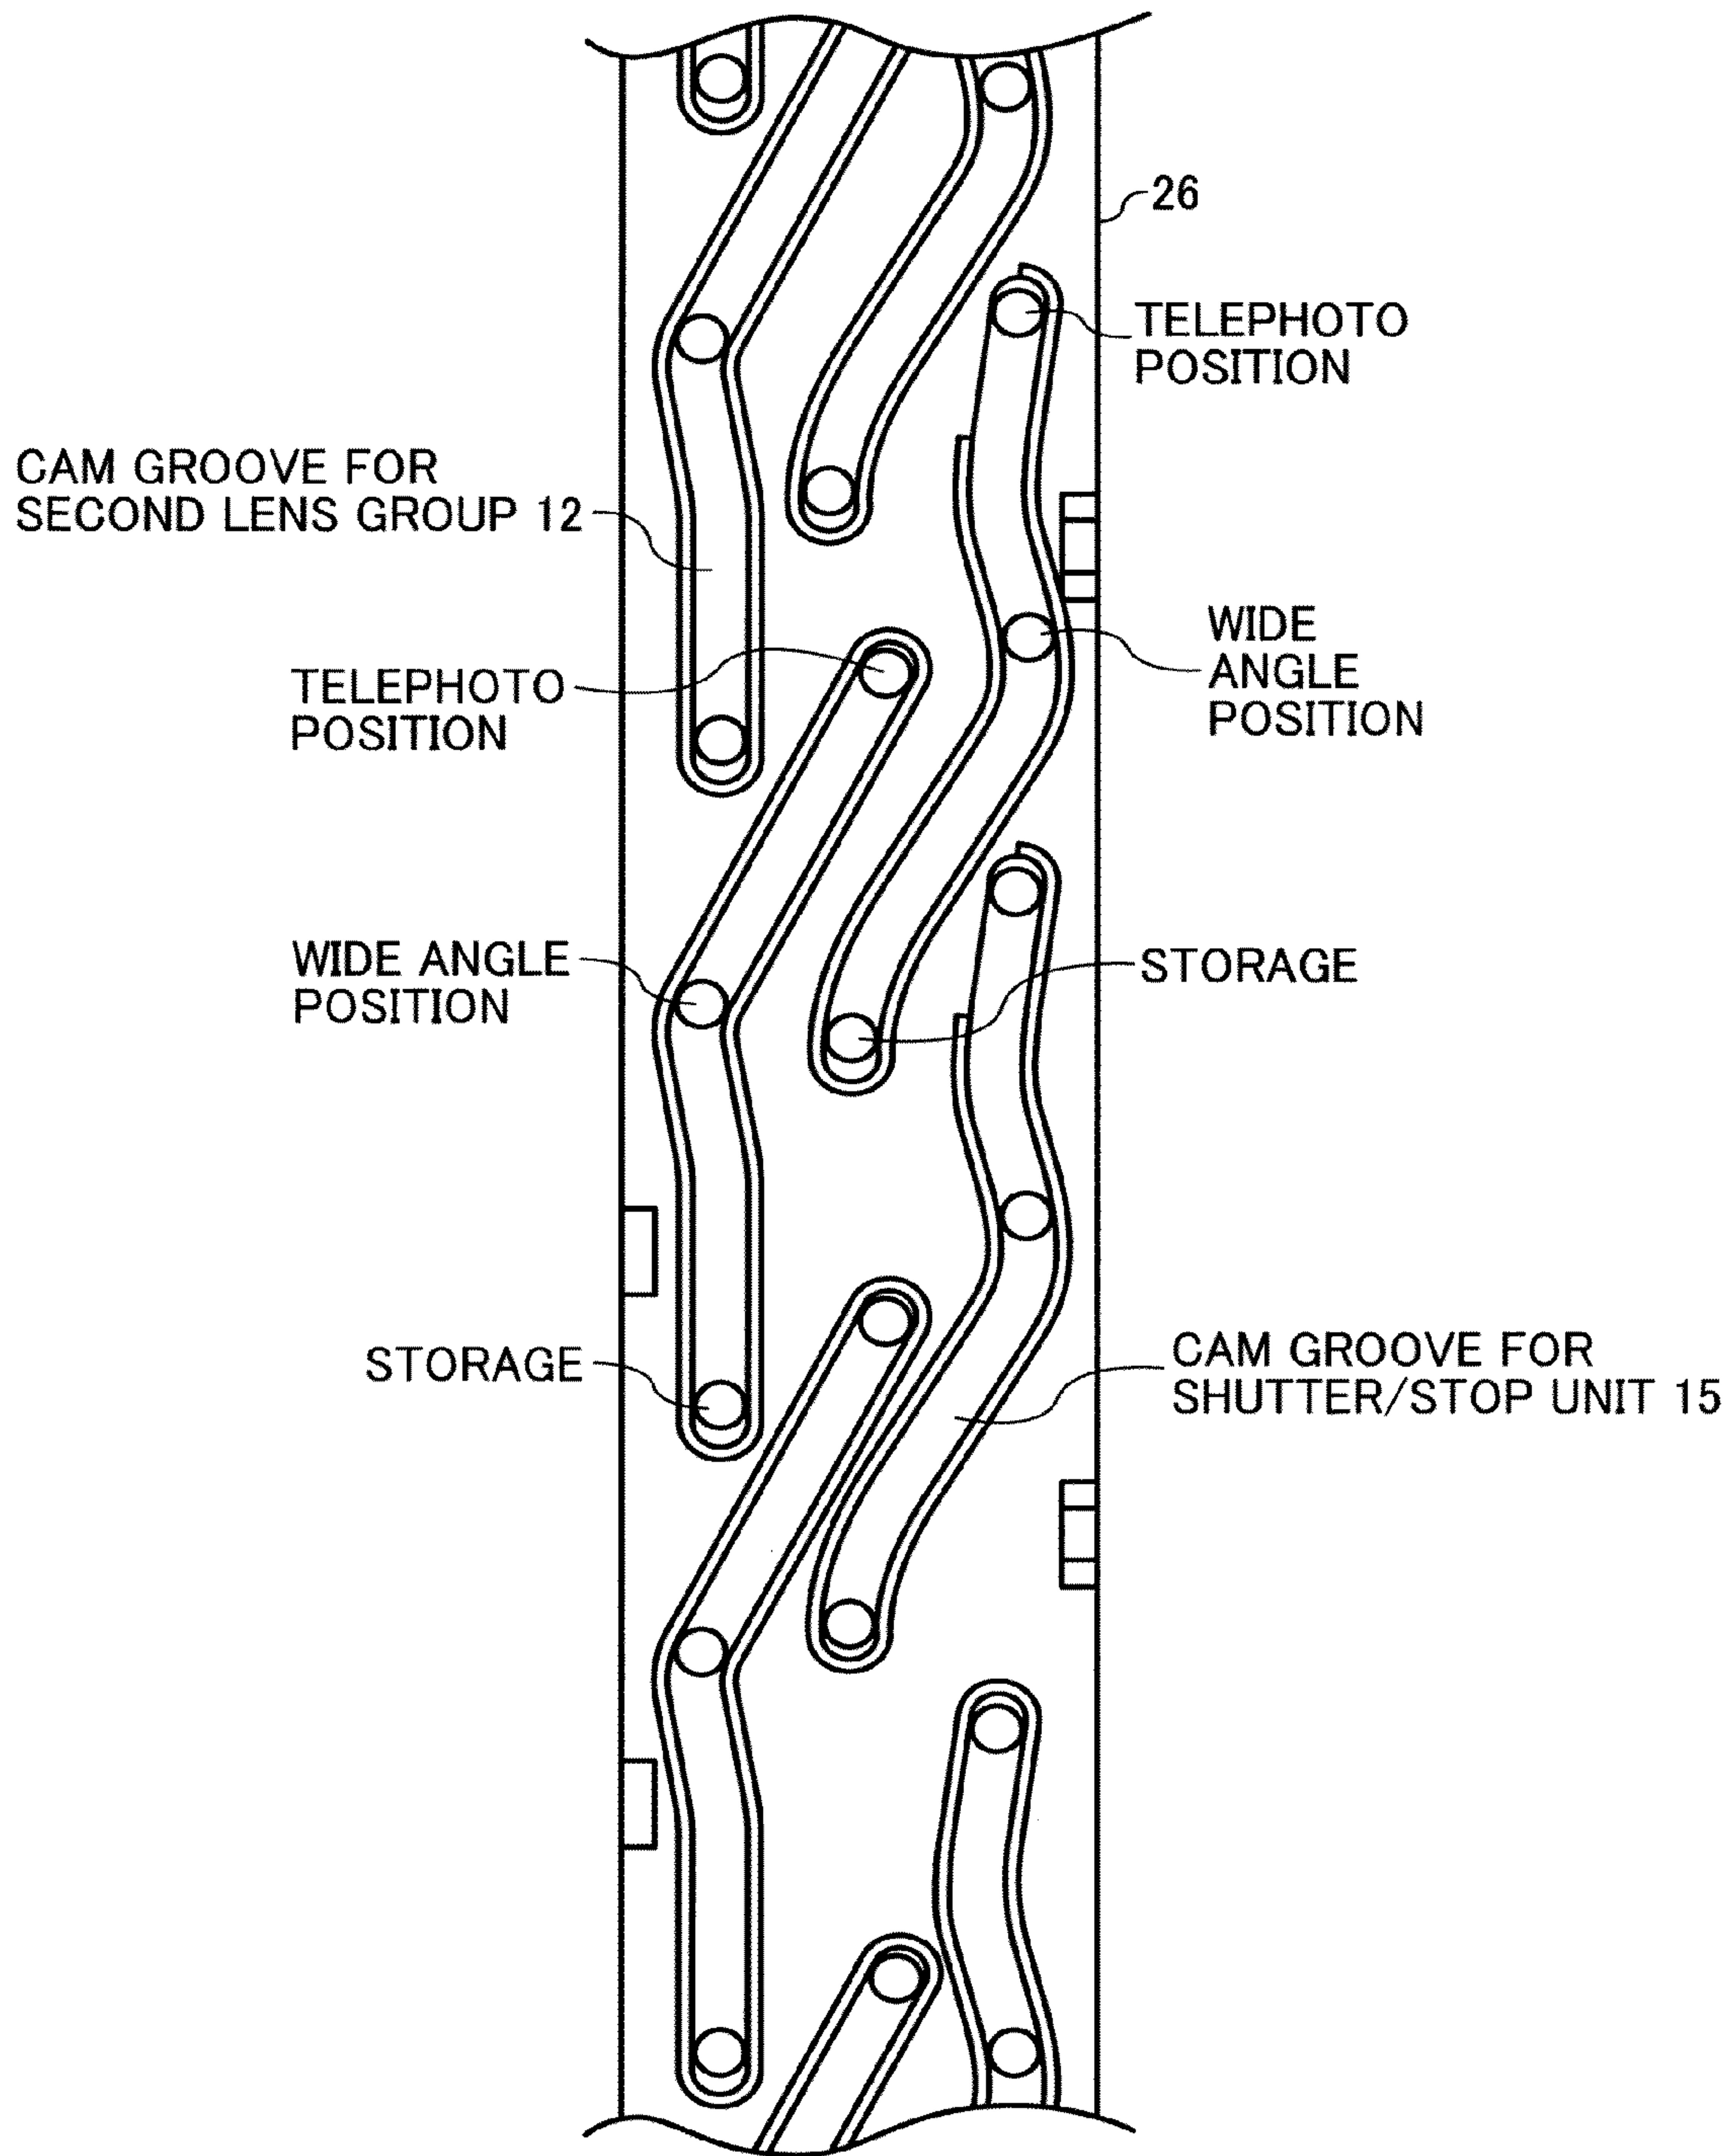 26
TELEPHOTO
POSITION
CAM GROOVE FOR
SECOND LENS GROUP 12
WIDE
ANGLE
POSITION
TELEPHOTO
POSITION
WIDE ANGLE
POSITION
STORAGE
STORAGE
CAM GROOVE FOR
SHUTTER/STOP UNIT 15